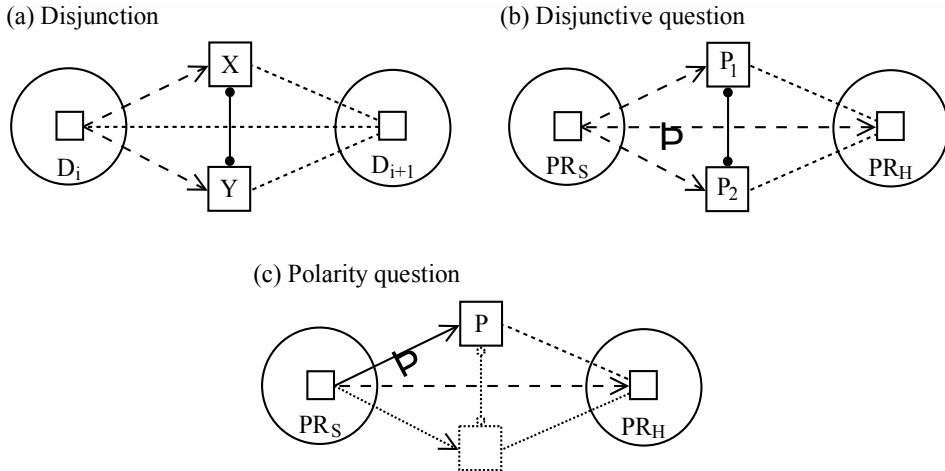 (a) Disjunction
(b) Disjunctive question
X
P1
Di
Di+1
PRS
PRH
Y
P2
(c) Polarity question
P
PRS
PRH